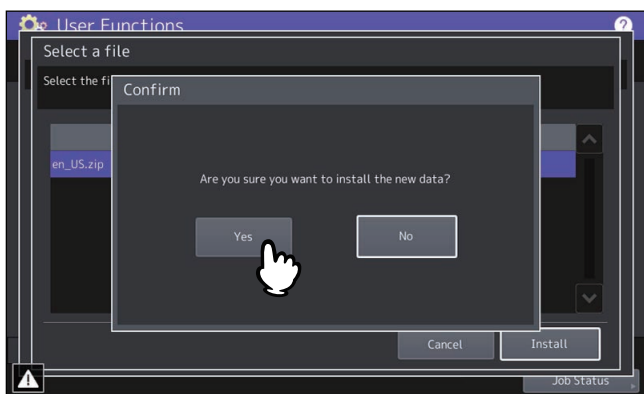 User Functions
?
Select a file
Select the fi
Confirm
en_US.zip
Are you sure you want to install the new data?
Yes
No
Cancel
Install
Job Status